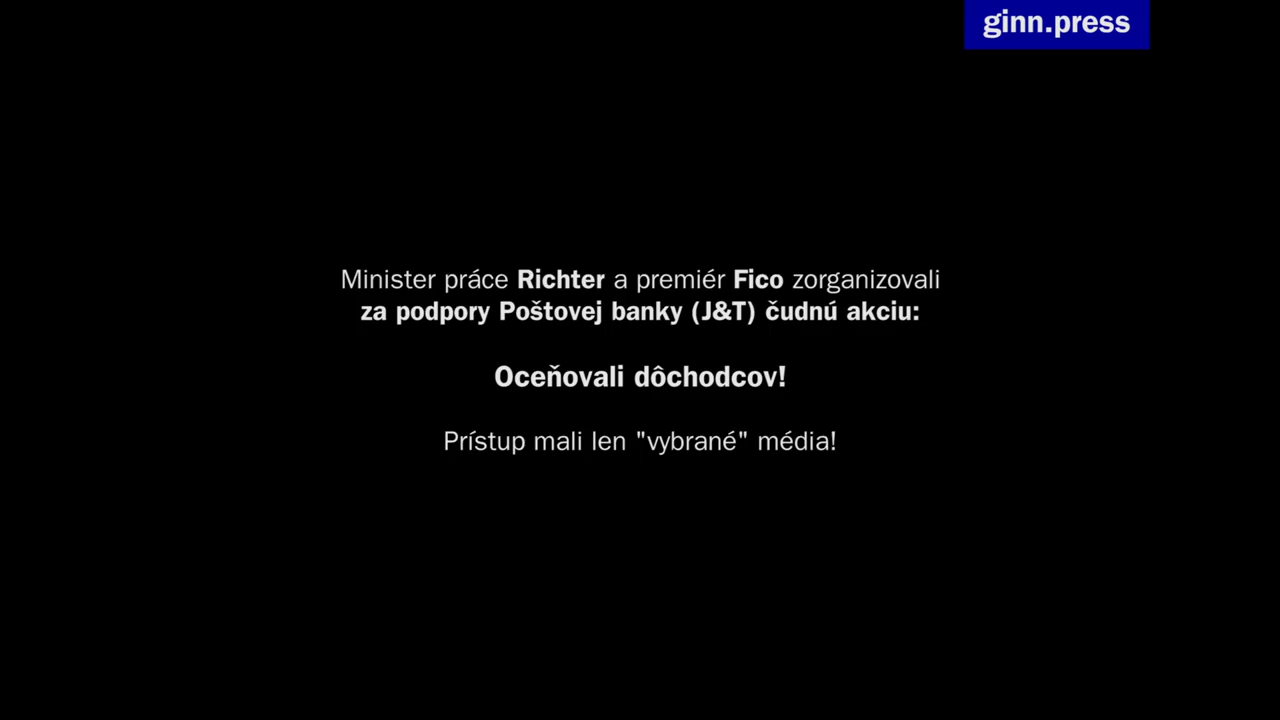 ginn.press
Minister práce Richter a premiér Fico zorganizovali
za podpory Poštovej banky (J&T) čudnú akciu:
Oceňovali dôchodcov!
Prístup mali len "vybrané" média!